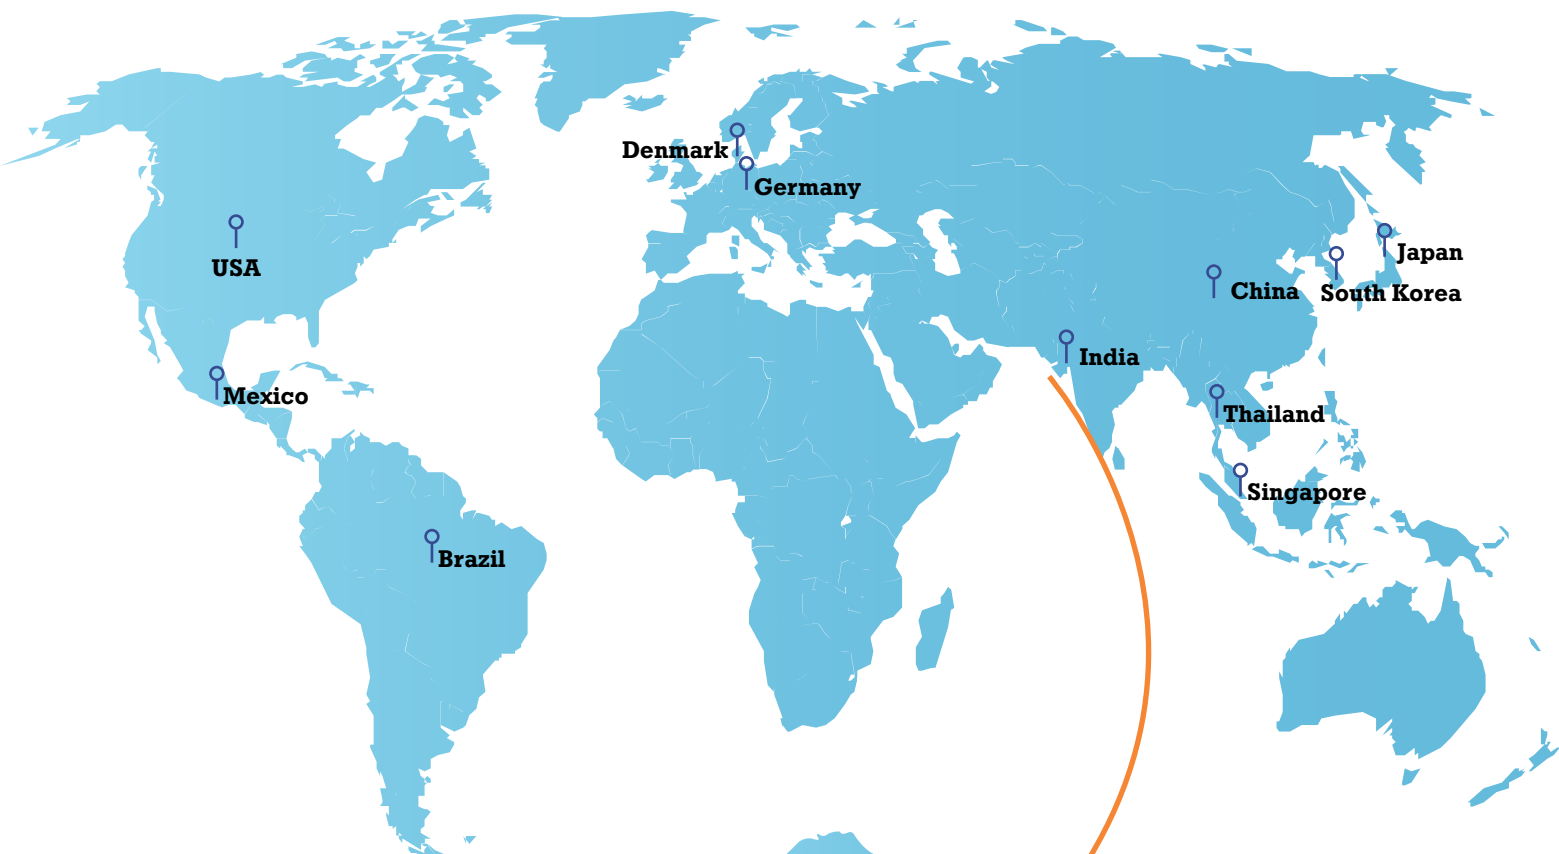 Denmark
Germany
USA
Japan
China
South Korea
India
Mexico
Thailand
Singapore
Brazil